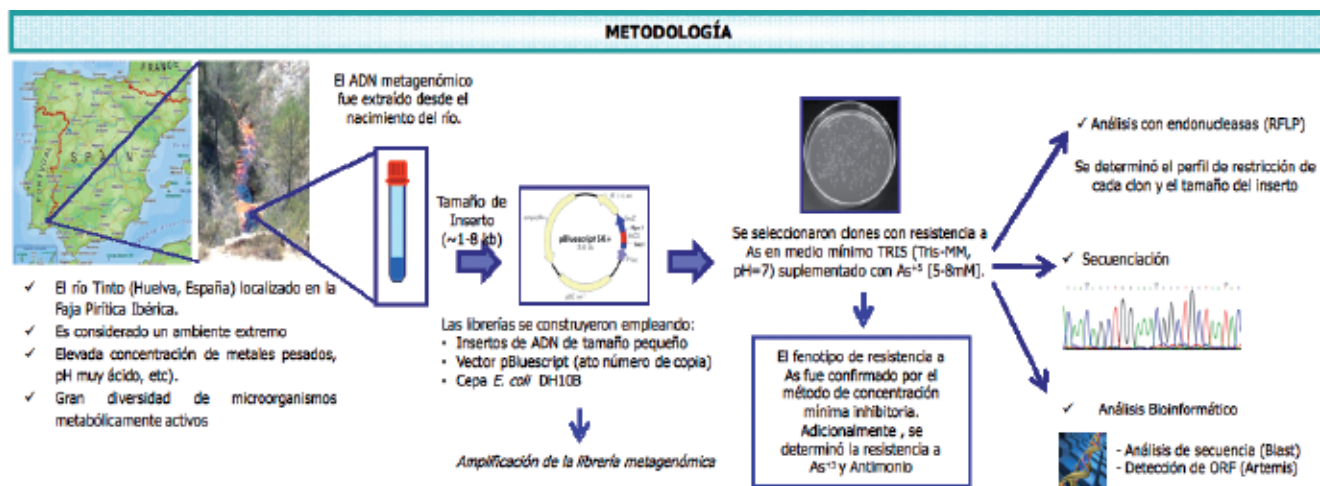 METODOLOGÍA
FRANCE
PORTUGAL
SPAIN
El ADN metagenómico
fue extraído desde el
nacimiento del río.
✓ El río Tinto (Huelva, España) localizado en la
Faja Pirítica Ibérica.
✓ Es considerado un ambiente extremo
✓ Elevada concentración de metales pesados,
pH muy ácido, etc).
✓ Gran diversidad de microorganismos
metabólicamente activos
Tamaño de
Inserto
(~1-8 kb)
pBluescript SK+
Las librerías se construyeron empleando:
• Insertos de ADN de tamaño pequeño
• Vector pBluescript (ato número de copia)
• Cepa E. coli DH10B
Amplificación de la librería metagenómica
Se seleccionaron clones con resistencia a
As en medio mínimo TRIS (Tris-MM,
pH=7) suplementado con As+5 [5-8mM].
El fenotipo de resistencia a
As fue confirmado por el
método de concentración
mínima inhibitoria.
Adicionalmente , se
determinó la resistencia a
As+3 y Antimonio
✓ Análisis con endonucleasas (RFLP)
Se determinó el perfil de restricción de
cada clon y el tamaño del inserto
✓ Secuenciación
✓ Análisis Bioinformático
- Análisis de secuencia (Blast)
- Detección de ORF (Artemis)